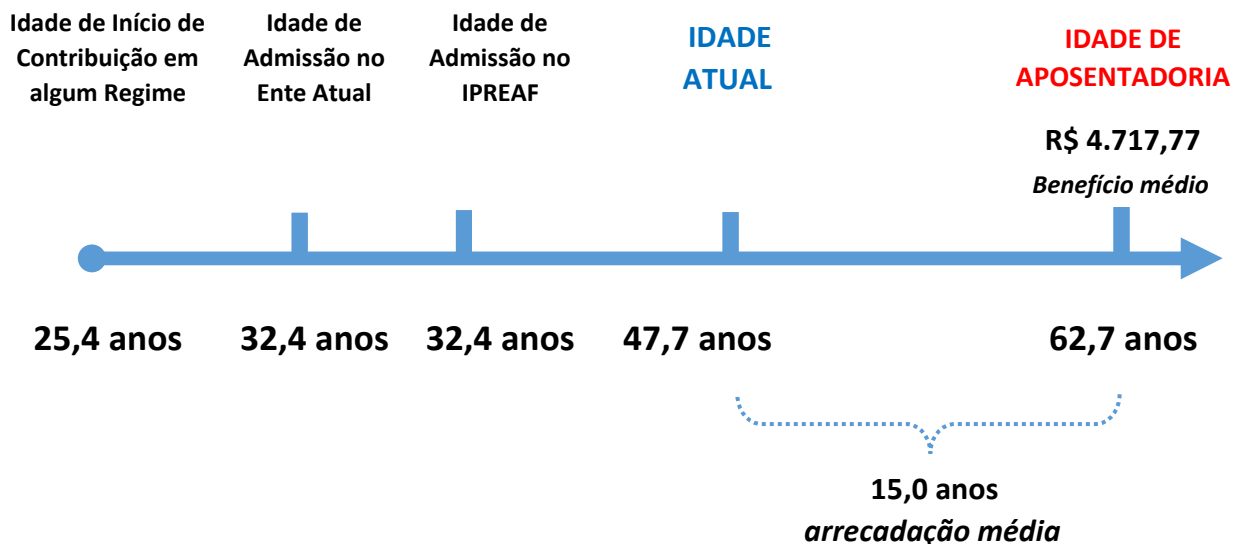 Idade de Início de
Contribuição em
algum Regime
Idade de
Admissão no
Ente Atual
Idade de
Admissão no
IPREAF
IDADE
ATUAL
IDADE DE
APOSENTADORIA
R$ 4.717,77
Benefício médio
25,4 anos
32,4 anos
32,4 anos
47,7 anos
62,7 anos
15,0 anos
arrecadação média